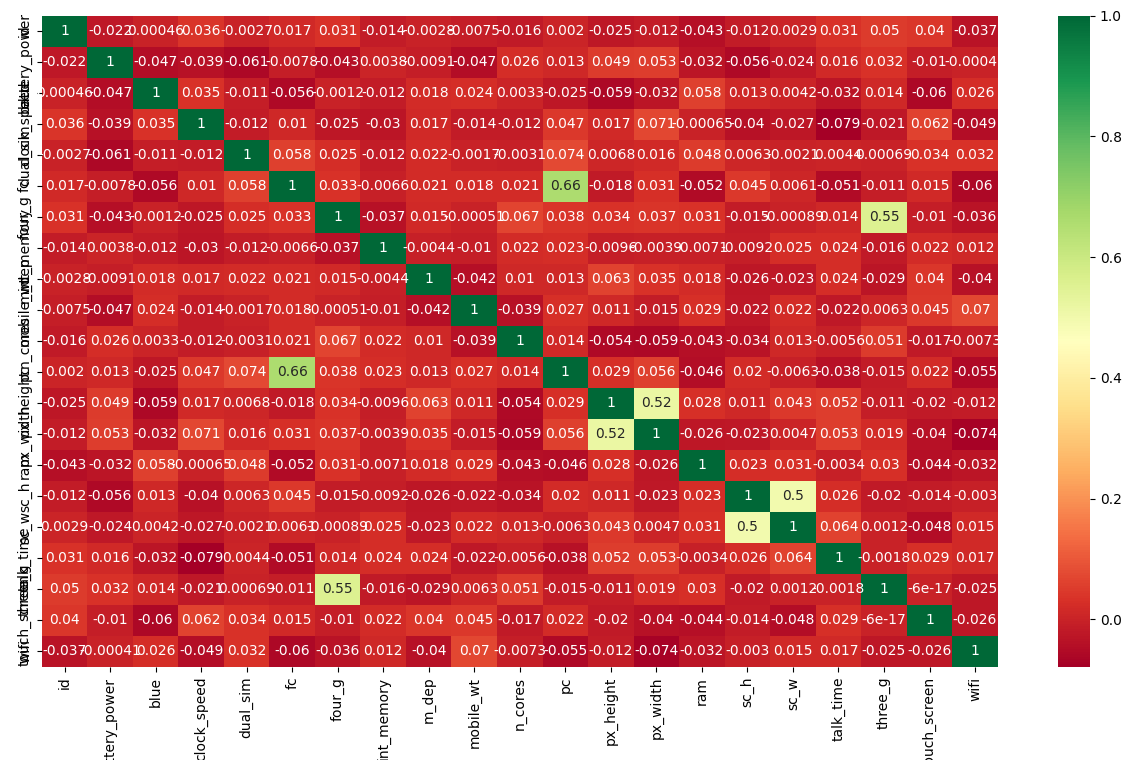 1 -0.022 0.00046 0.036 -0.0027 0.017 0.031 -0.014 -0.0028 -0.0075 -0.016 0.002 -0.025 -0.012 -0.043 -0.012 0.0029 0.031 0.05 0.04 -0.037
-0.022 1 -0.047 -0.039 -0.061 -0.0078 -0.043 0.0038 0.0091 -0.047 0.026 0.013 0.049 0.053 -0.032 -0.056 -0.024 0.016 0.032 -0.01
-0.047 1 0.035 -0.011 -0.056 -0.0012 -0.012 0.018 0.024 0.0033 -0.025 -0.059 -0.032 0.058 0.013 0.0042 -0.032 0.014 -0.06 0.026
0.036 -0.039 0.035 1 -0.012 0.01 -0.025 -0.03 0.017 -0.014 -0.012 0.047 0.017 0.071 -0.04 -0.027 -0.079 -0.021 0.062 -0.049
-0.0027 -0.061 -0.011 -0.012 1 0.058 0.025 -0.012 0.022 -0.0017 0.074 0.0068 0.016 0.048 0.0063 -0.0021 0.034 0.032
0.017 -0.0078 -0.056 0.01 0.058 1 0.033 -0.0066 0.021 0.018 0.021 0.66 -0.018 0.031 -0.052 0.045 0.0061 -0.051 -0.011 0.015 -0.06
0.031 -0.043 -0.0012 -0.025 0.025 0.033 1 -0.037 0.015 0.067 0.038 0.034 0.037 0.031 -0.015 0.014 0.55 -0.01 -0.036
-0.014 0.0038 -0.012 -0.03 -0.012 -0.0066 -0.037 1 -0.0044 -0.01 0.022 0.023 -0.0096 -0.0039 0.025 0.024 -0.016 0.022 0.012
-0.0028 0.018 0.017 0.022 0.021 0.015 -0.0044 1 -0.042 0.01 0.013 0.063 0.035 0.018 -0.026 -0.023 0.024 -0.029 0.04 -0.04
-0.0075 -0.047 0.024 -0.014 -0.0017 0.018 -0.01 -0.042 1 -0.039 0.027 0.011 -0.015 0.029 -0.022 0.022 -0.022 0.0063 0.045 0.07
-0.016 0.026 0.0033 -0.012 -0.0031 0.021 0.067 0.022 0.01 -0.039 1 0.014 -0.054 -0.059 -0.043 -0.034 0.013 -0.0056 0.051 -0.017 -0.0073
0.002 0.013 -0.025 0.047 0.074 0.66 0.038 0.023 0.013 0.027 0.014 1 0.029 0.056 -0.046 0.02 -0.0063 -0.038 -0.015 0.022 -0.055
-0.025 0.049 -0.059 0.017 0.0068 -0.018 0.034 -0.0096 0.063 0.011 -0.054 0.029 1 0.52 0.028 0.011 0.043 0.052 -0.011 -0.02 -0.012
-0.012 0.053 -0.032 0.071 0.016 0.031 0.037 -0.0039 0.035 -0.015 -0.059 0.056 0.52 1 -0.026 -0.023 0.0047 0.053 0.019 -0.04 -0.074
-0.043 -0.032 0.058 0.048 -0.052 0.031 -0.0071 0.018 0.029 -0.043 -0.046 0.028 -0.026 1 0.023 0.031 -0.0034 0.03 -0.044 -0.032
-0.012 -0.056 0.013 -0.04 0.0063 0.045 -0.015 -0.0092 -0.026 -0.022 -0.034 0.02 0.011 -0.023 0.023 1 0.5 0.026 -0.02 -0.014 -0.003
-0.024 0.0042 -0.027 -0.0021 0.0061 0.025 -0.023 0.022 0.013 -0.0063 0.043 0.0047 0.031 0.5 1 0.064 0.0012 -0.048 0.015
0.031 0.016 -0.032 -0.079 0.0044 -0.051 0.014 0.024 0.024 -0.022 -0.0056 -0.038 0.052 0.053 -0.0034 0.026 0.064 1 -0.0018 0.029 0.017
0.05 0.032 0.014 -0.021 -0.011 0.55 -0.016 -0.029 0.0063 0.051 -0.015 -0.011 0.019 0.03 -0.02 0.0012 -0.0018 1 -6e-17 -0.025
0.04 -0.01 -0.06 0.062 0.034 0.015 -0.01 0.022 0.04 0.045 -0.017 0.022 -0.02 -0.04 -0.044 -0.014 -0.048 0.029 -6e-17 1 -0.026
-0.037 0.026 -0.049 0.032 -0.06 -0.036 0.012 -0.04 0.07 -0.0073 -0.055 -0.012 -0.074 -0.032 -0.003 0.015 0.017 -0.025 -0.026 1
id
ttery_power
blue
clock_speed
dual_sim
fc
four_g
int_memory
m_dep
mobile_wt
n_cores
pc
px_height
px_width
ram
sc_h
sc_w
talk_time
three_g
ouch_screen
wifi
1.0
0.8
0.6
0.4
0.2
0.0